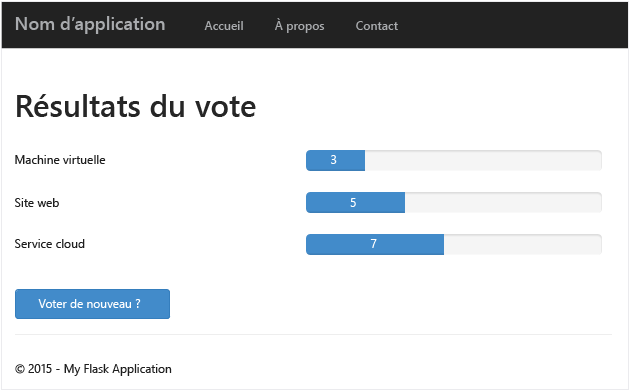 Nom d’application Accueil À propos Contact
Résultats du vote
Machine virtuelle 3
Site web 5
Service cloud 7
Voter de nouveau ?
© 2015 - My Flask Application